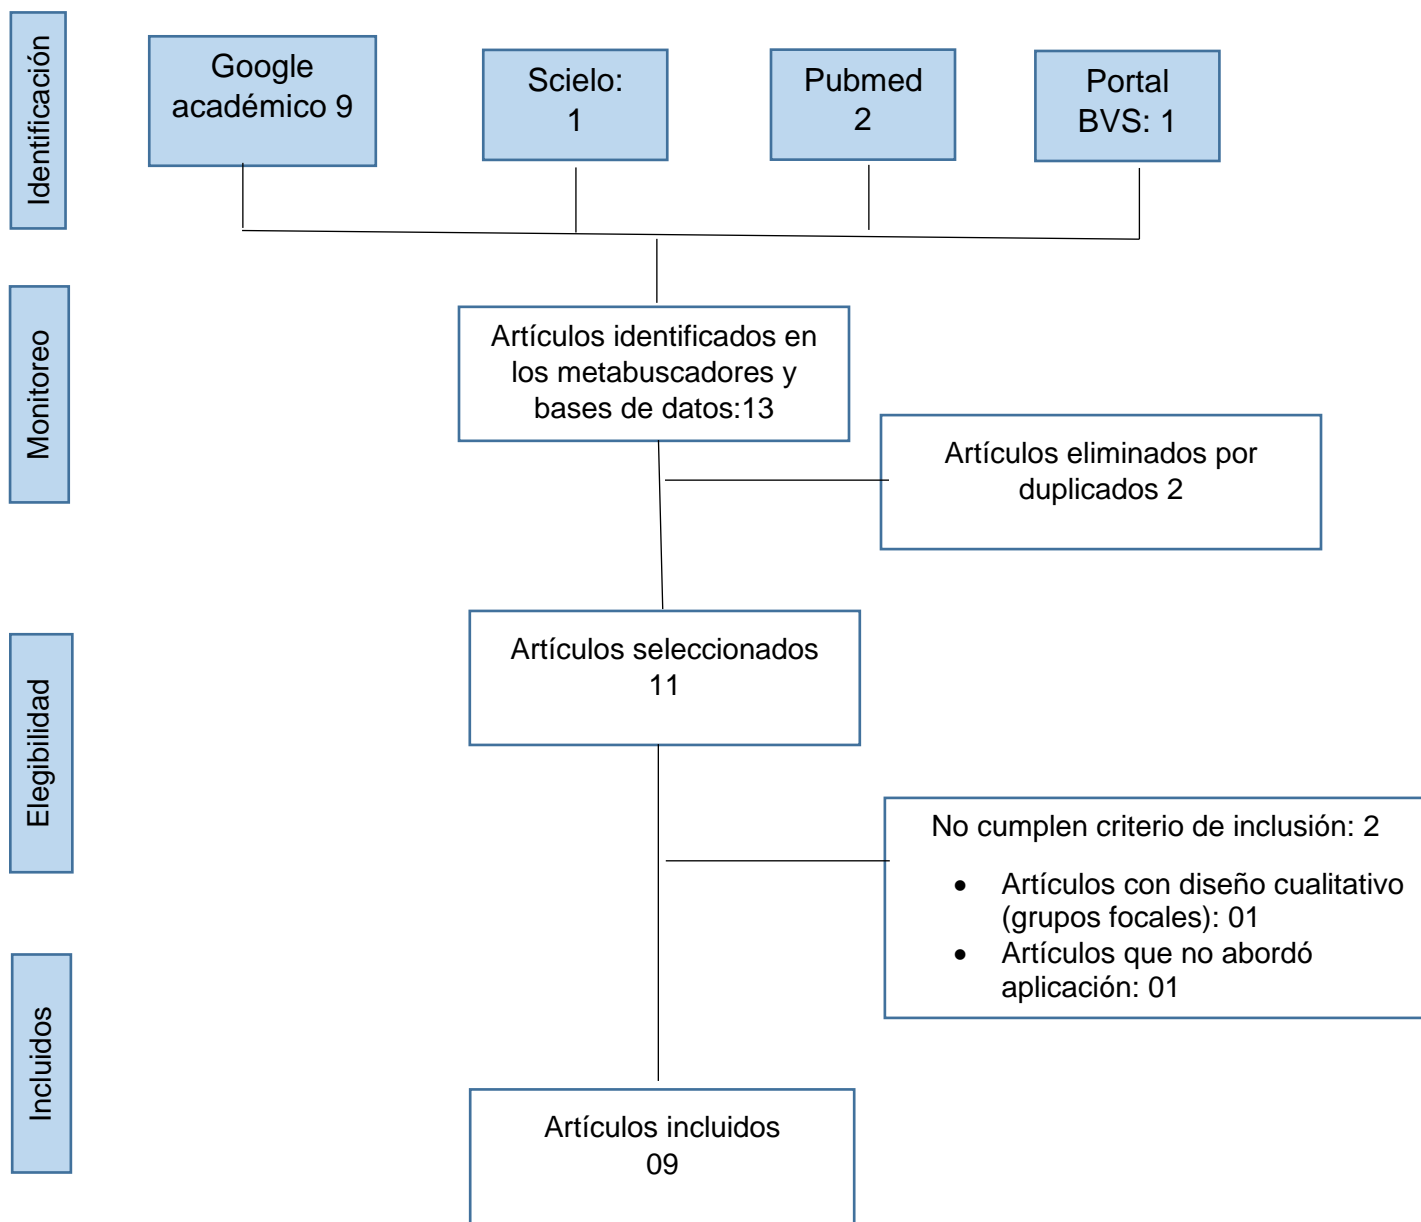 Identificación
Google
académico 9
Scielo:
1
Pubmed
2
Portal
BVS: 1
Monitoreo
Artículos identificados en
los metabuscadores y
bases de datos:13
Artículos eliminados por
duplicados 2
Elegibilidad
Artículos seleccionados
11
No cumplen criterio de inclusión: 2
• Artículos con diseño cualitativo
(grupos focales): 01
• Artículos que no abordó
aplicación: 01
Incluidos
Artículos incluidos
09